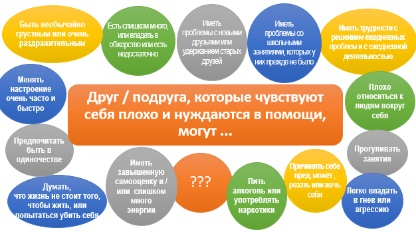 Быть необычайно
грустным или очень
раздражительным
Есть слишком много,
или впадать в
обжорство или есть
недостаточно
Иметь
проблемы с новыми
друзьями или
удержанием старых
друзей
Иметь
проблемы со
школьными
занятиями, которых у
них прежде не было
Иметь трудности с
решением ежедневных
проблем и с ежедневной
деятельностью
Менять
настроение
очень часто и
быстро
Друг / подруга, которые чувствуют
себя плохо и нуждаются в помощи,
могут ...
Плохо
относиться к
людям вокруг
себя
Предпочитать
быть в
одиночестве
Прогуливать
занятия
Думать,
что жизнь не стоит того,
чтобы жить, или
попытаться убить себя
Иметь
завышенную
самооценку и /
или слишком
много
энергии
???
Пить
алкоголь или
употреблять
наркотики
Причинять себе
вред, может,
резать или жечь
себя
Легко впадать
в гнев или
агрессию